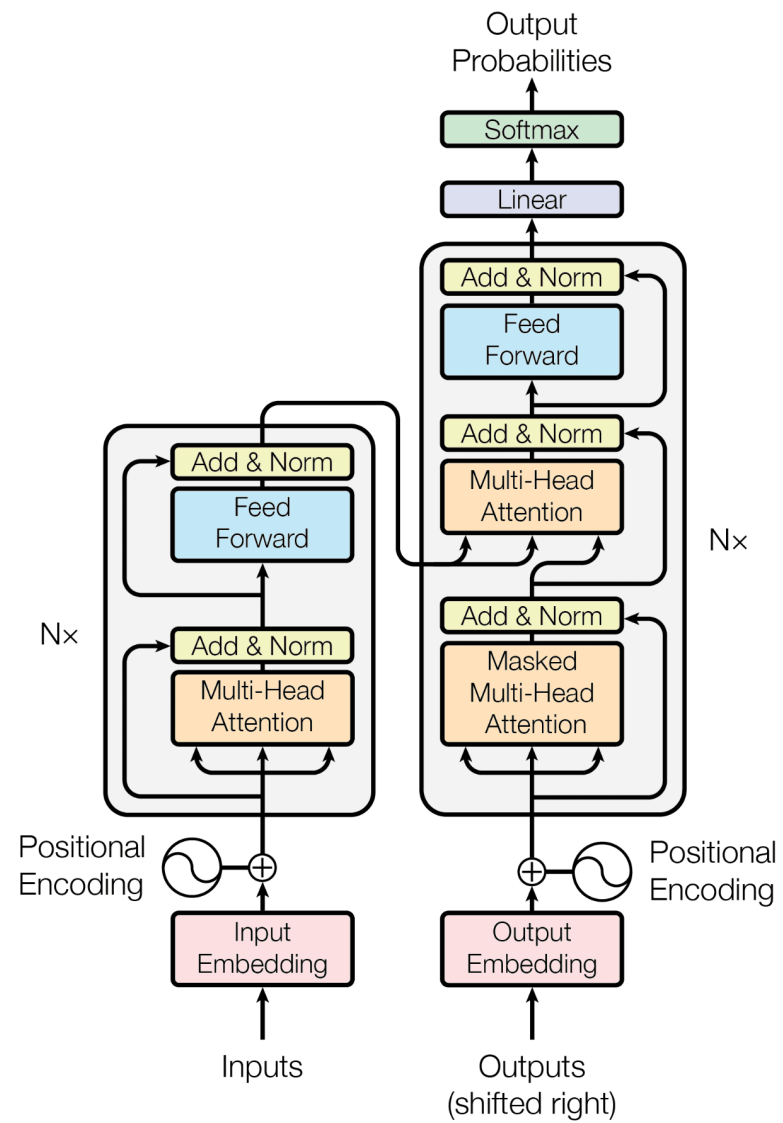 Output
Probabilities
Softmax
Linear
Add & Norm
Feed
Forward
Add & Norm
Multi-Head
Attention
Nx
Add & Norm
Masked
Multi-Head
Attention
Add & Norm
Feed
Forward
Nx
Add & Norm
Multi-Head
Attention
Positional
Encoding
Positional
Encoding
Input
Embedding
Output
Embedding
Inputs
Outputs
(shifted right)